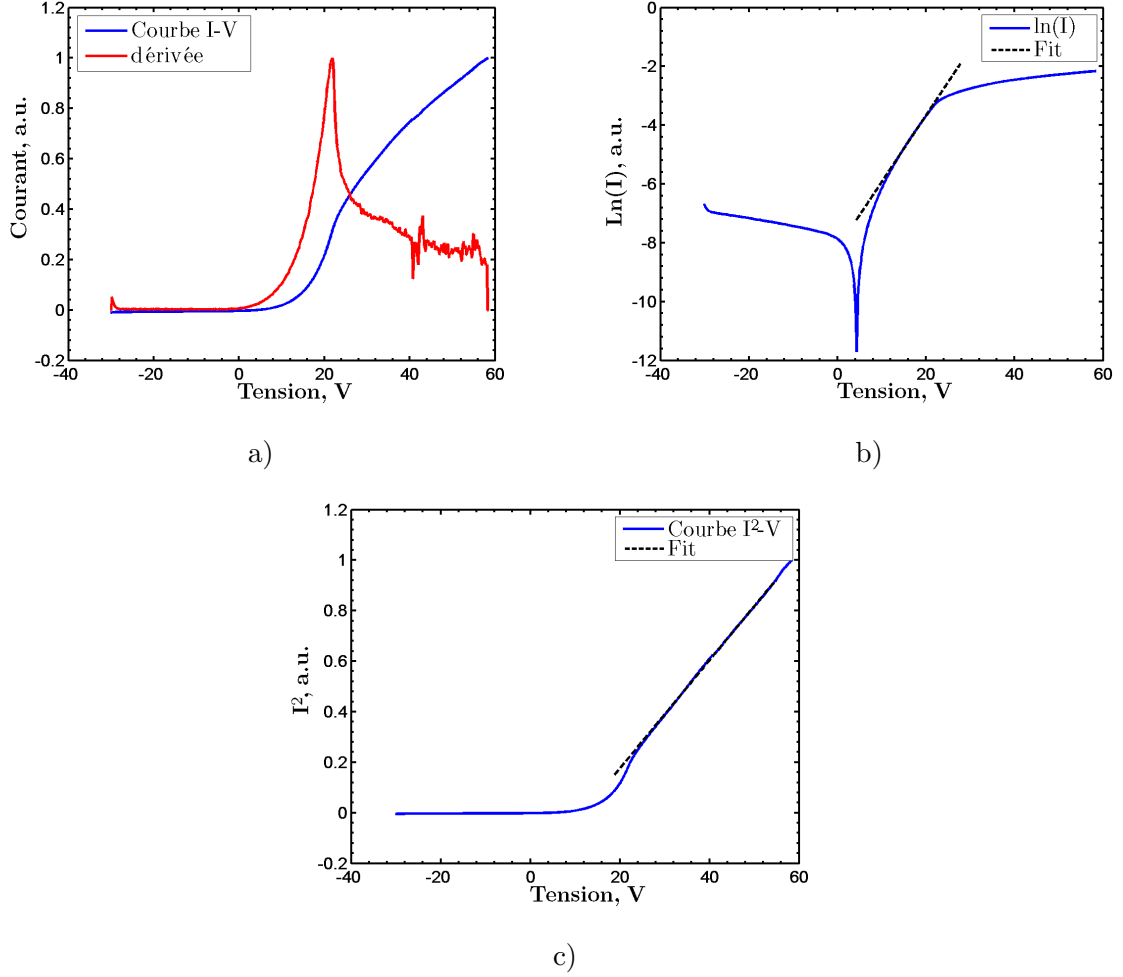 1.2
1
0.8
0.6
0.4
0.2
0
-0.2
-40
-20
0
20
40
60
Courant, a.u.
Tension, V
Courbe I-V
dérivée
a)
0
-2
-4
-6
-8
-10
-12
-40
-20
0
20
40
60
Ln(I), a.u.
Tension, V
ln(I)
Fit
b)
1.2
1
0.8
0.6
0.4
0.2
0
-0.2
-40
-20
0
20
40
60
I², a.u.
Tension, V
Courbe I²-V
Fit
c)